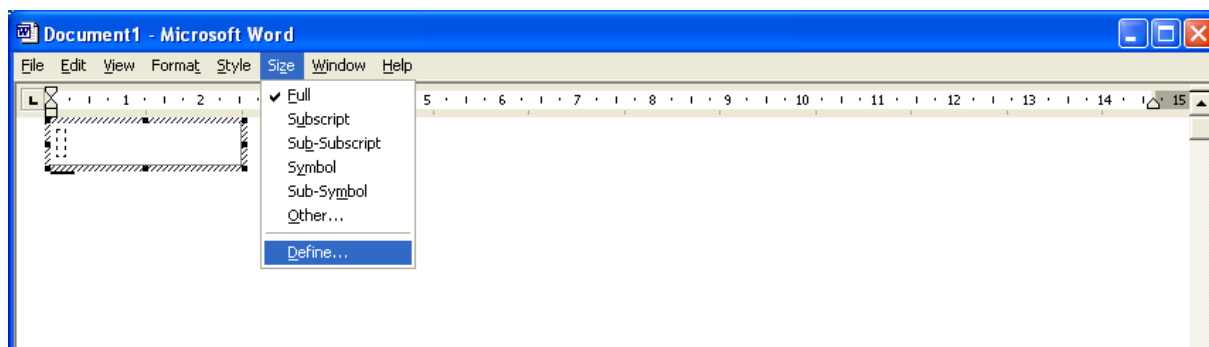 Document1 - Microsoft Word
File Edit View Format Style Size Window Help
L 1 2 5 6 7 8 9 10 11 12 13 14 15
Full
Subscript
Sub-Subscript
Symbol
Sub-Symbol
Other...
Define...